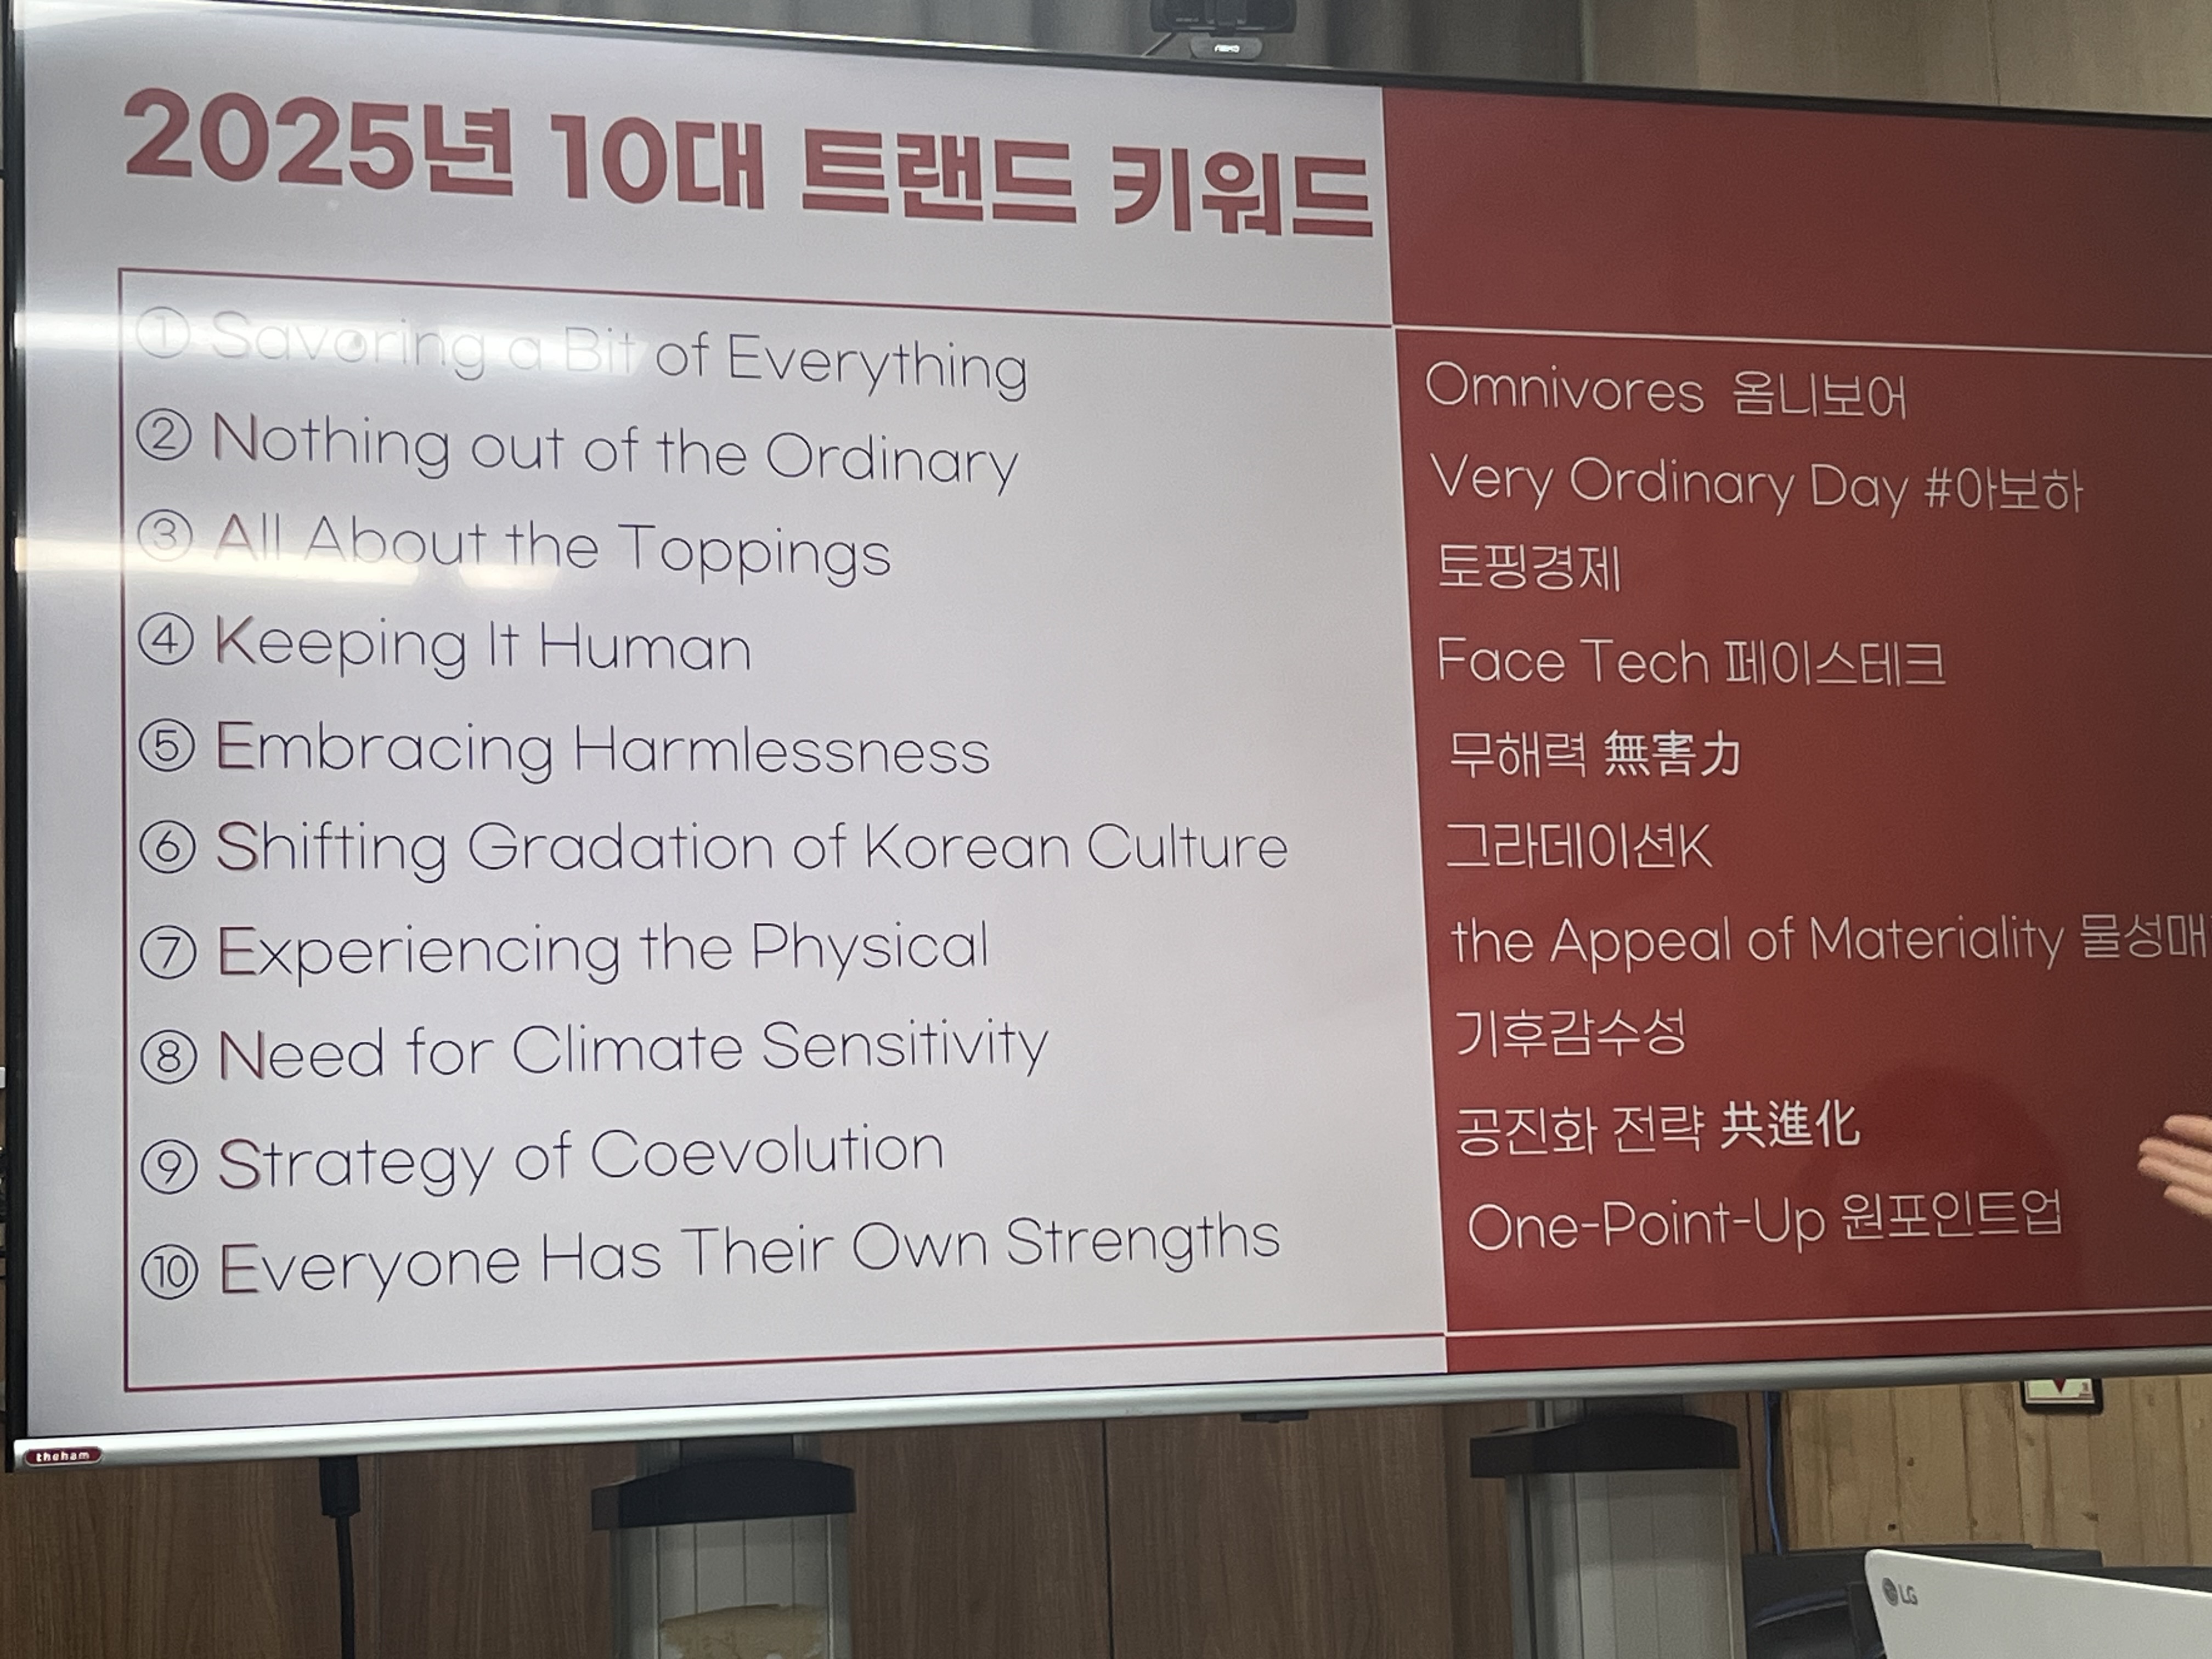 2025년 10대 트랜드 키워드
① Savoring a Bit of Everything
Omnivores 옴니보어
② Nothing out of the Ordinary
Very Ordinary Day #아보하
③ All About the Toppings
토핑경제
④ Keeping It Human
Face Tech 페이스테크
⑤ Embracing Harmlessness
무해력 無害力
⑥ Shifting Gradation of Korean Culture
그라데이션K
⑦ Experiencing the Physical
the Appeal of Materiality 물성매
⑧ Need for Climate Sensitivity
기후감수성
⑨ Strategy of Coevolution
공진화 전략 共進化
⑩ Everyone Has Their Own Strengths
One-Point-Up 원포인트업
theham
LG